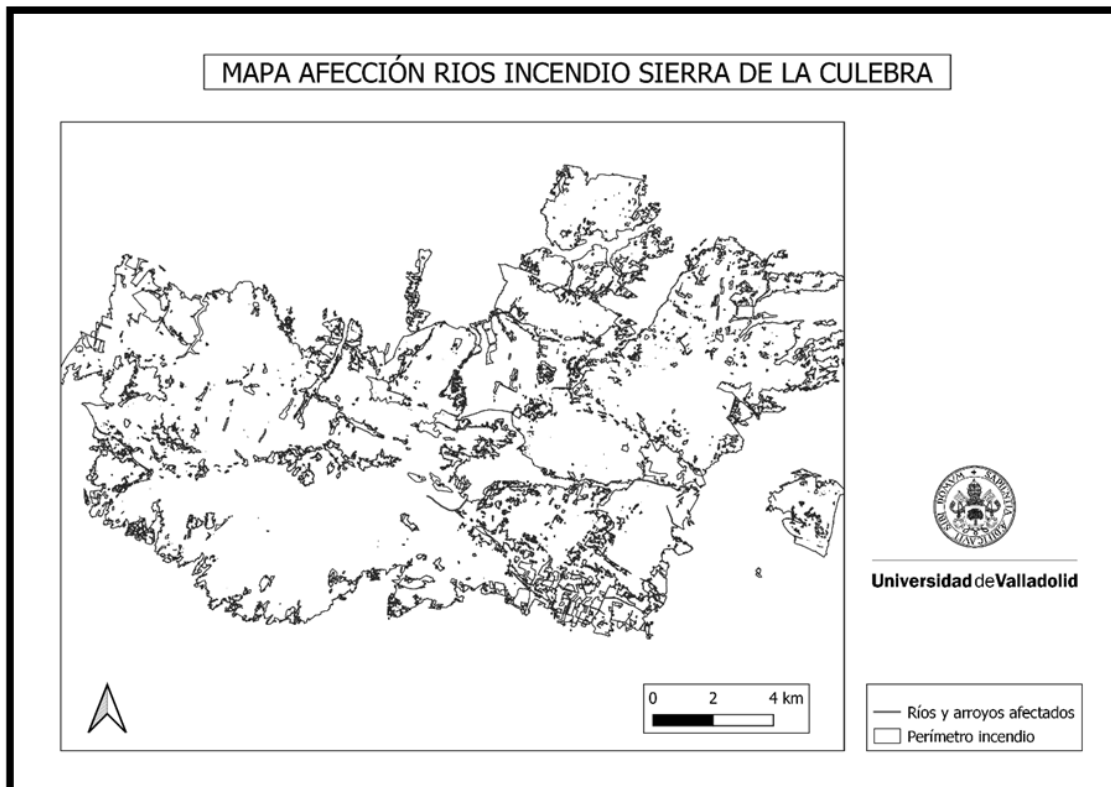 MAPA AFECCIÓN RIOS INCENDIO SIERRA DE LA CULEBRA
SIGILLVM
Universidad de Valladolid
0 2 4 km
Ríos y arroyos afectados
Perímetro incendio